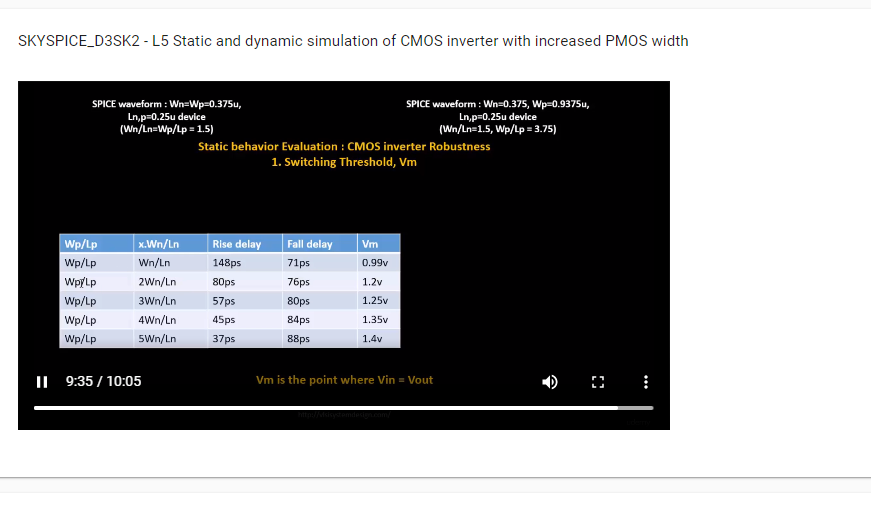 SKYSPICE_D3SK2 - L5 Static and dynamic simulation of CMOS inverter with increased PMOS width
SPICE waveform : Wn=Wp=0.375u,
Ln,p=0.25u device
(Wn/Ln=Wp/Lp = 1.5)
SPICE waveform : Wn=0.375, Wp=0.9375u,
Ln,p=0.25u device
(Wn/Ln=1.5, Wp/Lp = 3.75)
Static behavior Evaluation : CMOS inverter Robustness
1. Switching Threshold, Vm
Wp/Lp x.Wn/Ln Rise delay Fall delay Vm
Wp/Lp Wn/Ln 148ps 71ps 0.99v
Wp/Lp 2Wn/Ln 80ps 76ps 1.2v
Wp/Lp 3Wn/Ln 57ps 80ps 1.25v
Wp/Lp 4Wn/Ln 45ps 84ps 1.35v
Wp/Lp 5Wn/Ln 37ps 88ps 1.4v
9:35 / 10:05
Vm is the point where Vin = Vout